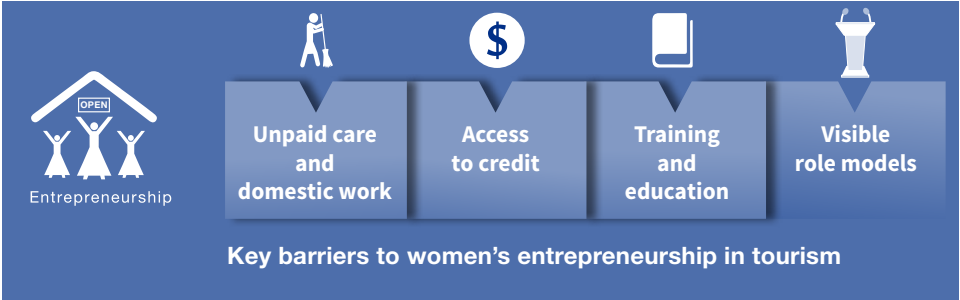 OPEN
Entrepreneurship
$
Unpaid care
and
domestic work
Access
to credit
Training
and
education
Visible
role models
Key barriers to women's entrepreneurship in tourism